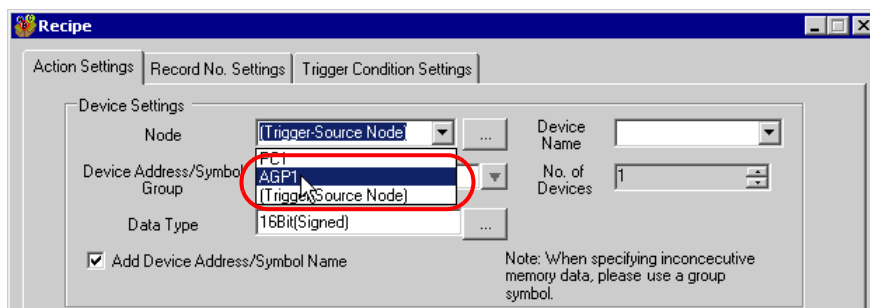 Recipe
Action Settings Record No. Settings Trigger Condition Settings
Device Settings
Node (Trigger-Source Node) ... Device Name
PC1
Device Address/Symbol Group AGP1 No. of Devices 1
(Trigger-Source Node)
Data Type 16Bit(Signed) ...
Add Device Address/Symbol Name
Note: When specifying inconcecutive
memory data, please use a group
symbol.